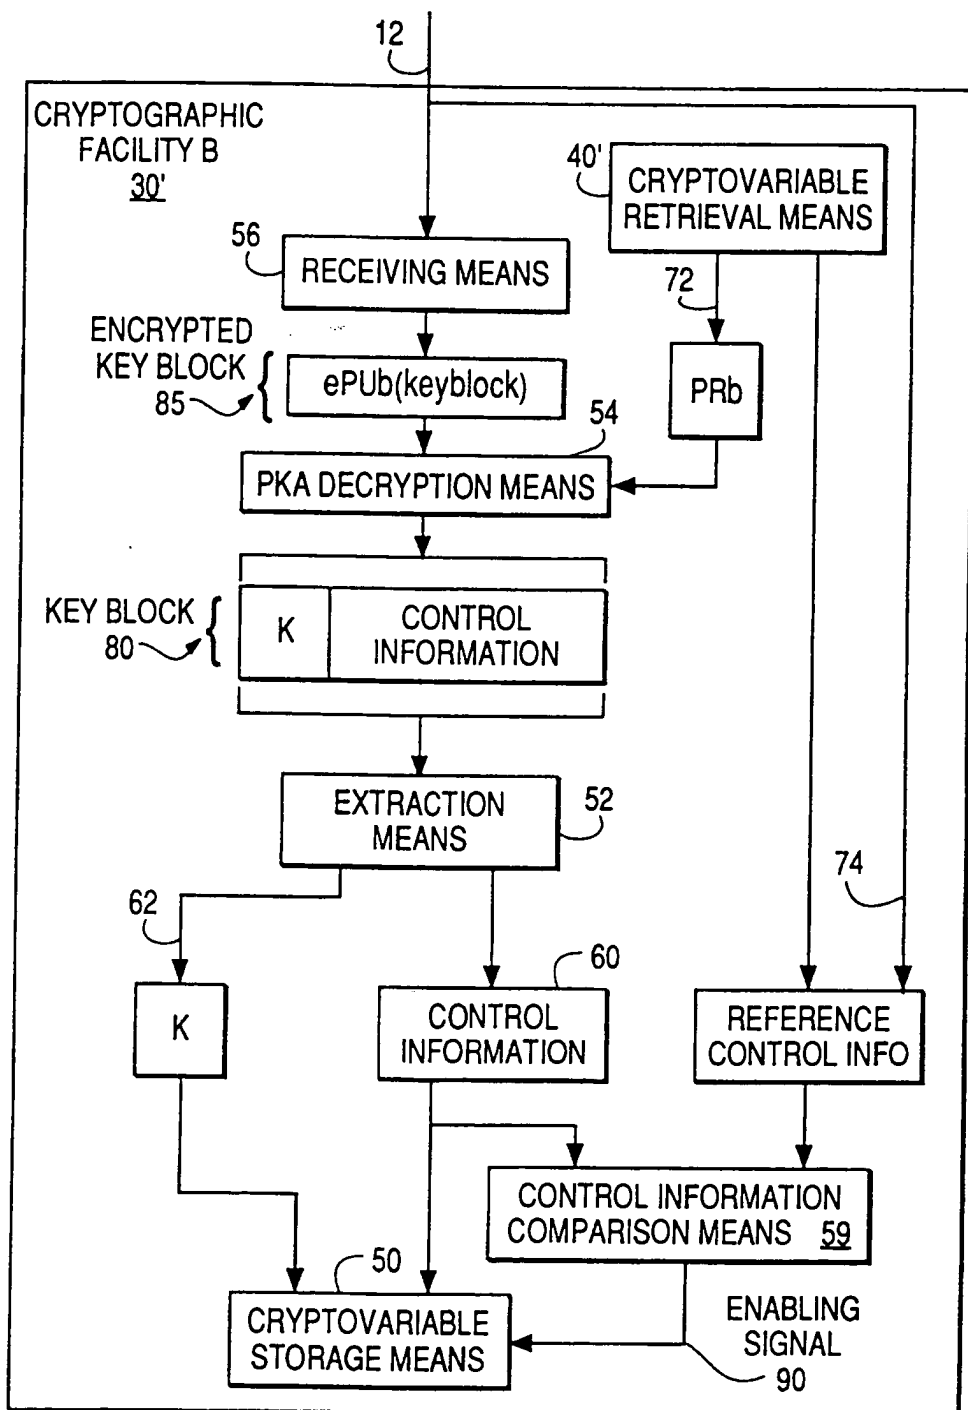 12
CRYPTOGRAPHIC
FACILITY B
30'
40'
CRYPTOVARIABLE
RETRIEVAL MEANS
56
RECEIVING MEANS
72
ENCRYPTED
KEY BLOCK
85
ePUb(keyblock)
PRb
54
PKA DECRYPTION MEANS
KEY BLOCK
80
K
CONTROL
INFORMATION
EXTRACTION
MEANS
52
62
74
60
K
CONTROL
INFORMATION
REFERENCE
CONTROL INFO
CONTROL INFORMATION
COMPARISON MEANS 59
50
CRYPTOVARIABLE
STORAGE MEANS
ENABLING
SIGNAL
90